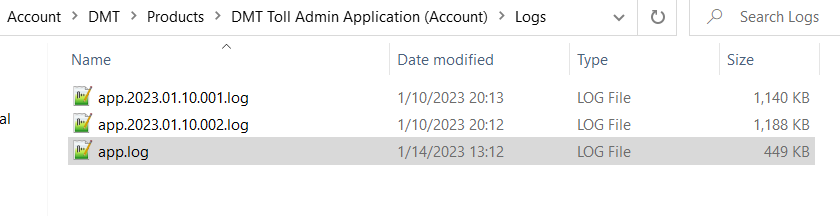 Account > DMT > Products > DMT Toll Admin Application (Account) > Logs Search Logs
Name Date modified Type Size
app.2023.01.10.001.log 1/10/2023 20:13 LOG File 1,140 KB
al
app.2023.01.10.002.log 1/10/2023 20:12 LOG File 1,188 KB
app.log 1/14/2023 13:12 LOG File 449 KB